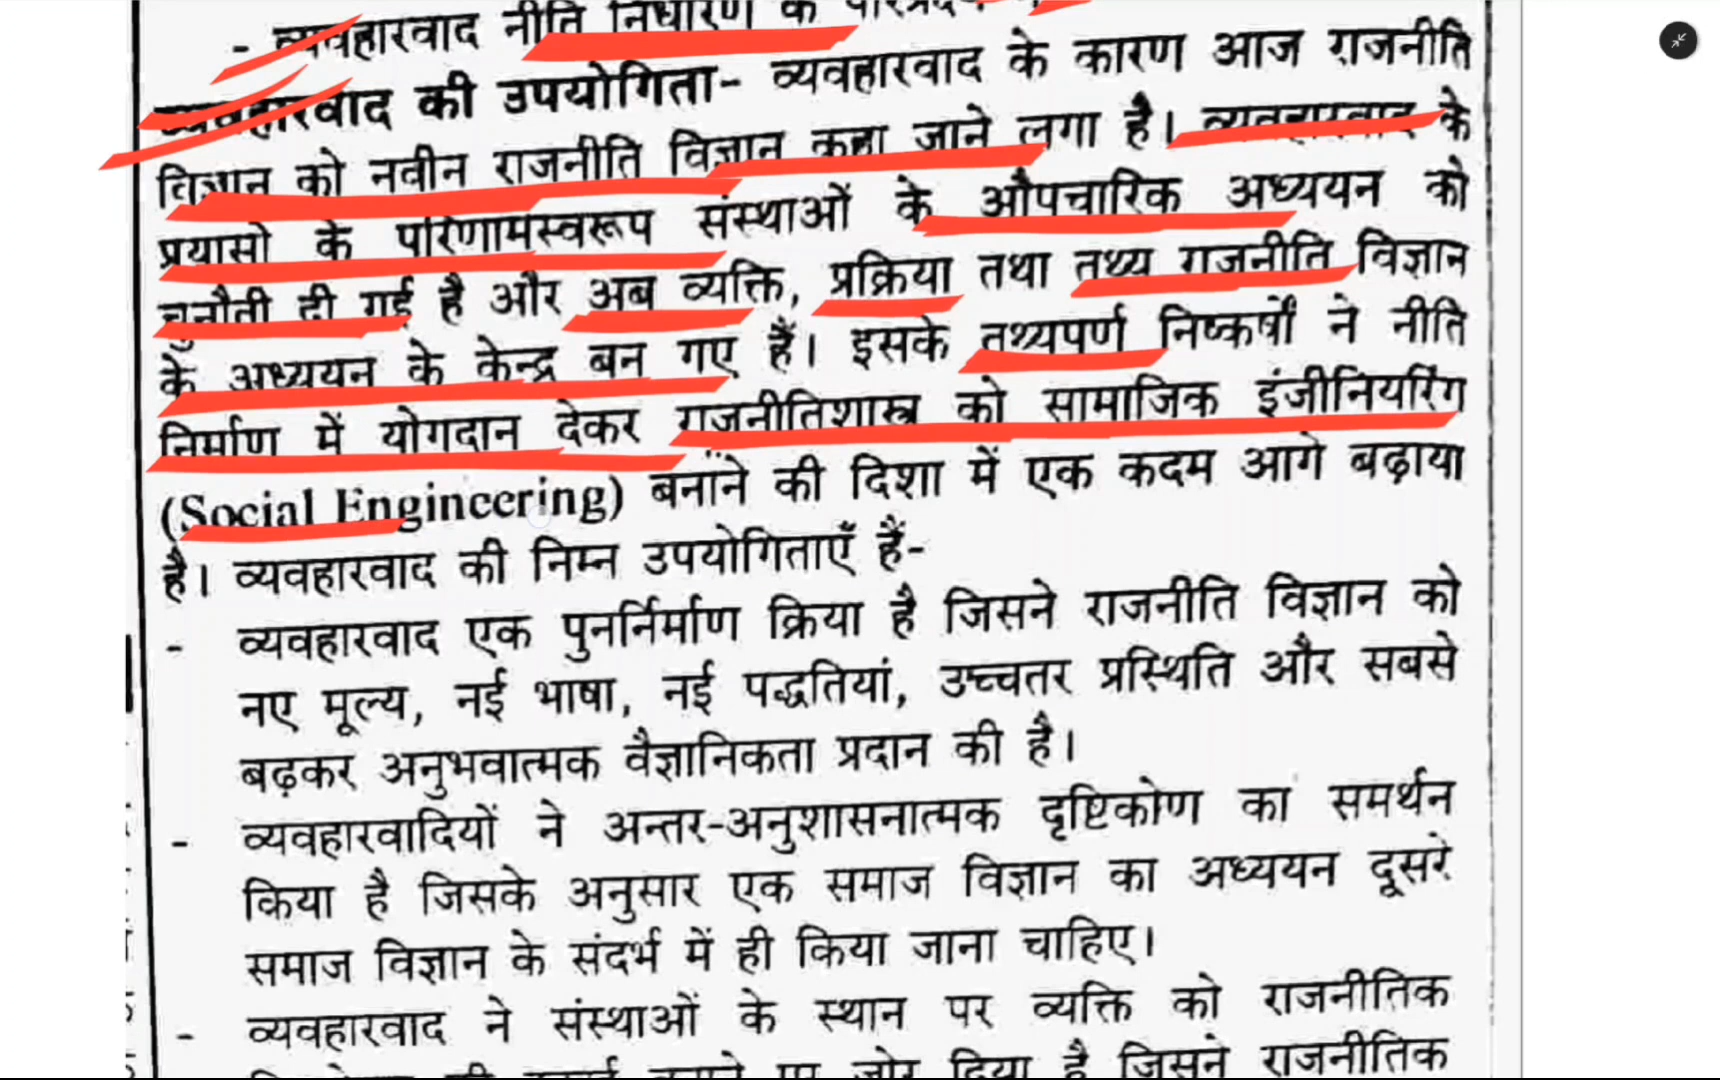 - व्यवहारवाद नीति निर्धारण के
व्यवहारवाद की उपयोगिता- व्यवहारवाद के कारण आज राजनीति
विज्ञान को नवीन राजनीति विज्ञान कहा जाने लगा है। व्यवहारवाद के
प्रयासों के परिणामस्वरूप संस्थाओं के औपचारिक अध्ययन को
चुनौती दी गई है और अब व्यक्ति, प्रक्रिया तथा तथ्य राजनीति विज्ञान
के अध्ययन के केन्द्र बन गए हैं। इसके तथ्यपूर्ण निष्कर्षों ने नीति
निर्माण में योगदान देकर राजनीतिशास्त्र को सामाजिक इंजीनियरिंग
(Social Engineering) बनाने की दिशा में एक कदम आगे बढ़ाया
है। व्यवहारवाद की निम्न उपयोगिताएँ हैं-
- व्यवहारवाद एक पुनर्निर्माण क्रिया है जिसने राजनीति विज्ञान को
नए मूल्य, नई भाषा, नई पद्धतियां, उच्चतर प्रस्थिति और सबसे
बढ़कर अनुभवात्मक वैज्ञानिकता प्रदान की है।
- व्यवहारवादियों ने अन्तर-अनुशासनात्मक दृष्टिकोण का समर्थन
किया है जिसके अनुसार एक समाज विज्ञान का अध्ययन दूसरे
समाज विज्ञान के संदर्भ में ही किया जाना चाहिए।
- व्यवहारवाद ने संस्थाओं के स्थान पर व्यक्ति को राजनीतिक
पर जोर दिया है जिसने राजनीतिक